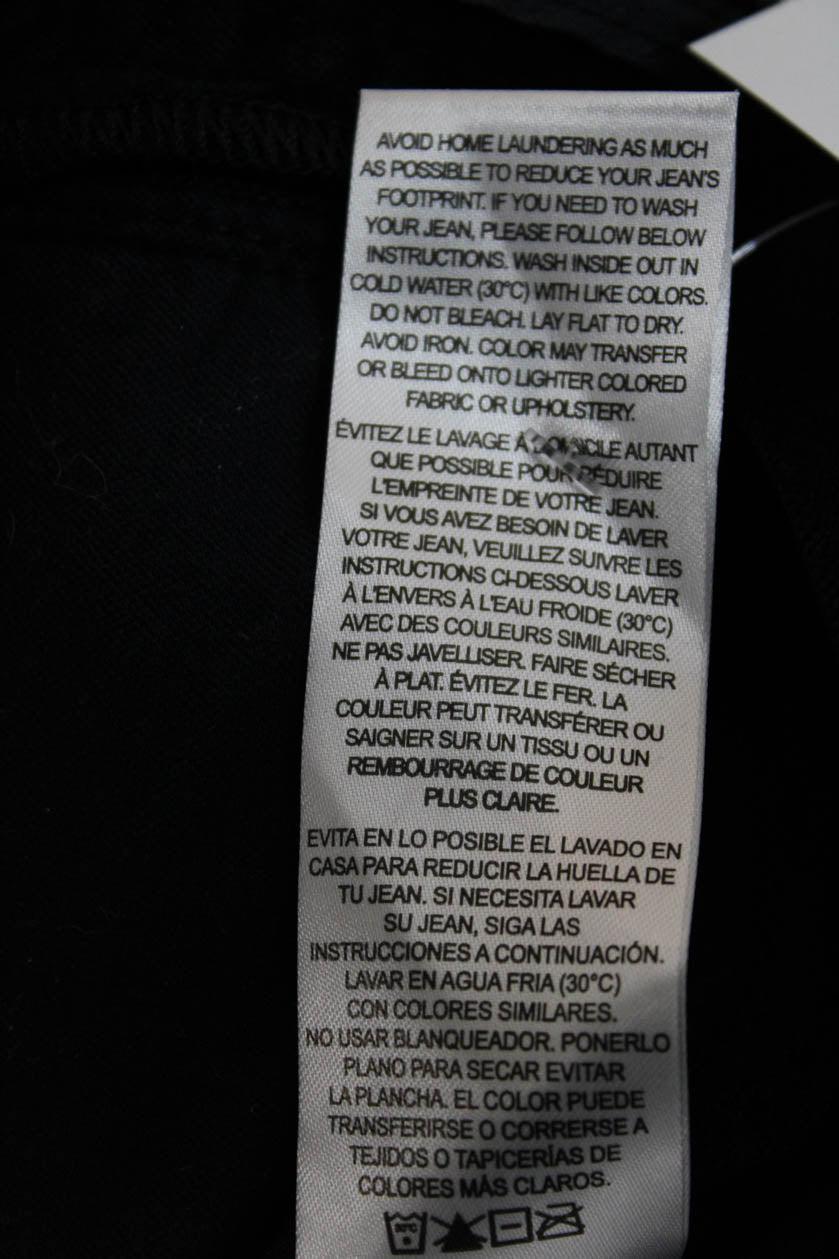 AVOID HOME LAUNDERING AS MUCH
AS POSSIBLE TO REDUCE YOUR JEAN'S
FOOTPRINT. IF YOU NEED TO WASH
YOUR JEAN, PLEASE FOLLOW BELOW
INSTRUCTIONS. WASH INSIDE OUT IN
COLD WATER (30°C) WITH LIKE COLORS.
DO NOT BLEACH. LAY FLAT TO DRY.
AVOID IRON. COLOR MAY TRANSFER
OR BLEED ONTO LIGHTER COLORED
FABRIC OR UPHOLSTERY.
ÉVITEZ LE LAVAGE À DOMICILE AUTANT
QUE POSSIBLE POUR RÉDUIRE
L'EMPREINTE DE VOTRE JEAN.
SI VOUS AVEZ BESOIN DE LAVER
VOTRE JEAN, VEUILLEZ SUIVRE LES
INSTRUCTIONS CI-DESSOUS LAVER
À L'ENVERS À L'EAU FROIDE (30°C)
AVEC DES COULEURS SIMILAIRES.
NE PAS JAVELLISER. FAIRE SÉCHER
À PLAT. ÉVITEZ LE FER. LA
COULEUR PEUT TRANSFÉRER OU
SAIGNER SUR UN TISSU OU UN
REMBOURRAGE DE COULEUR
PLUS CLAIRE.
EVITA EN LO POSIBLE EL LAVADO EN
CASA PARA REDUCIR LA HUELLA DE
TU JEAN. SI NECESITA LAVAR
SU JEAN, SIGA LAS
INSTRUCCIONES A CONTINUACIÓN.
LAVAR EN AGUA FRIA (30°C)
CON COLORES SIMILARES.
NO USAR BLANQUEADOR. PONERLO
PLANO PARA SECAR EVITAR
LA PLANCHA. EL COLOR PUEDE
TRANSFERIRSE O CORRERSE A
TEJIDOS O TAPICERÍAS DE
COLORES MÁS CLAROS.
30°C